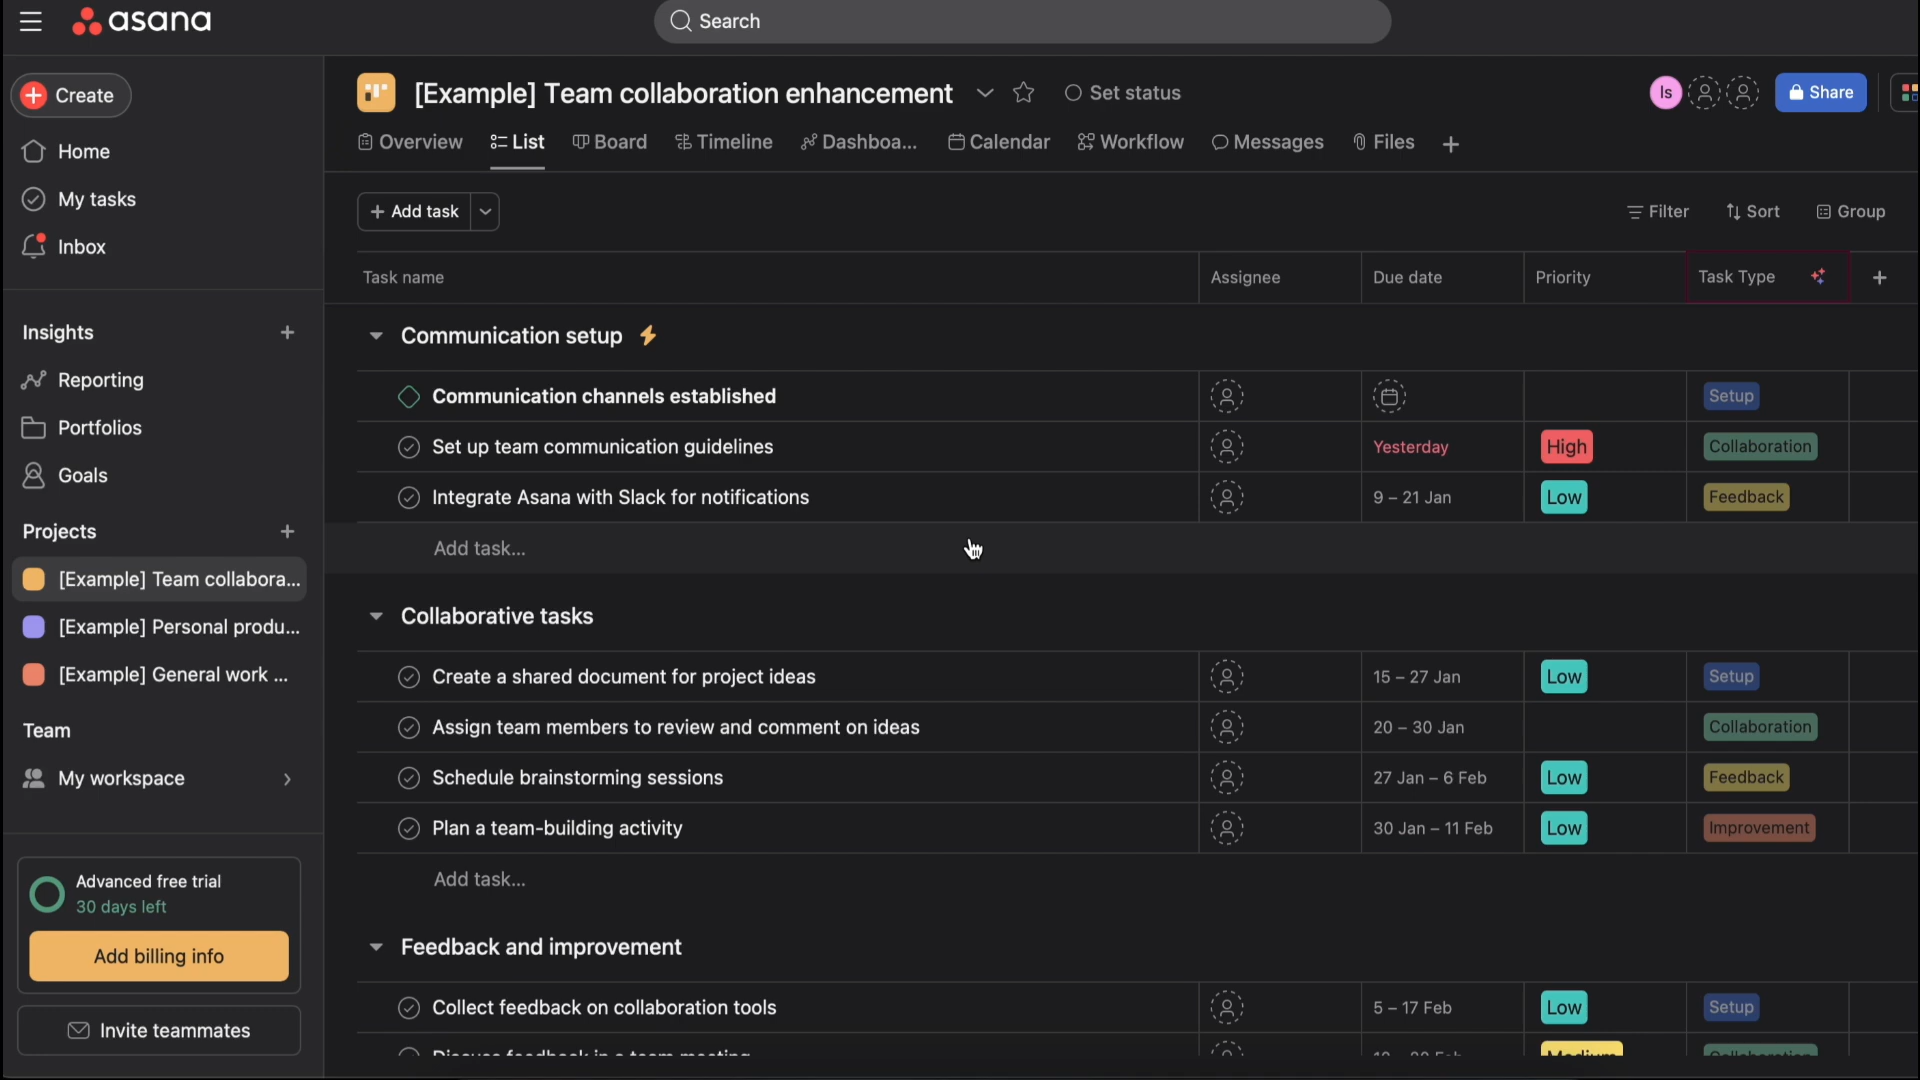 asana
Search
Create
Home
My tasks
Inbox
Insights
Reporting
Portfolios
Goals
Projects
[Example] Team collabora...
[Example] Personal produ...
[Example] General work ...
Team
My workspace
Advanced free trial
30 days left
Add billing info
Invite teammates
[Example] Team collaboration enhancement
Set status
Is
Share
Overview List Board Timeline Dashboa... Calendar Workflow Messages Files
Add task
Filter Sort Group
Task name Assignee Due date Priority Task Type
Communication setup
Communication channels established Setup
Set up team communication guidelines Yesterday High Collaboration
Integrate Asana with Slack for notifications 9 – 21 Jan Low Feedback
Add task...
Collaborative tasks
Create a shared document for project ideas 15 – 27 Jan Low Setup
Assign team members to review and comment on ideas 20 – 30 Jan Collaboration
Schedule brainstorming sessions 27 Jan – 6 Feb Low Feedback
Plan a team-building activity 30 Jan – 11 Feb Low Improvement
Add task...
Feedback and improvement
Collect feedback on collaboration tools 5 – 17 Feb Low Setup
Discuss feedback in a team meeting Medium Collaboration